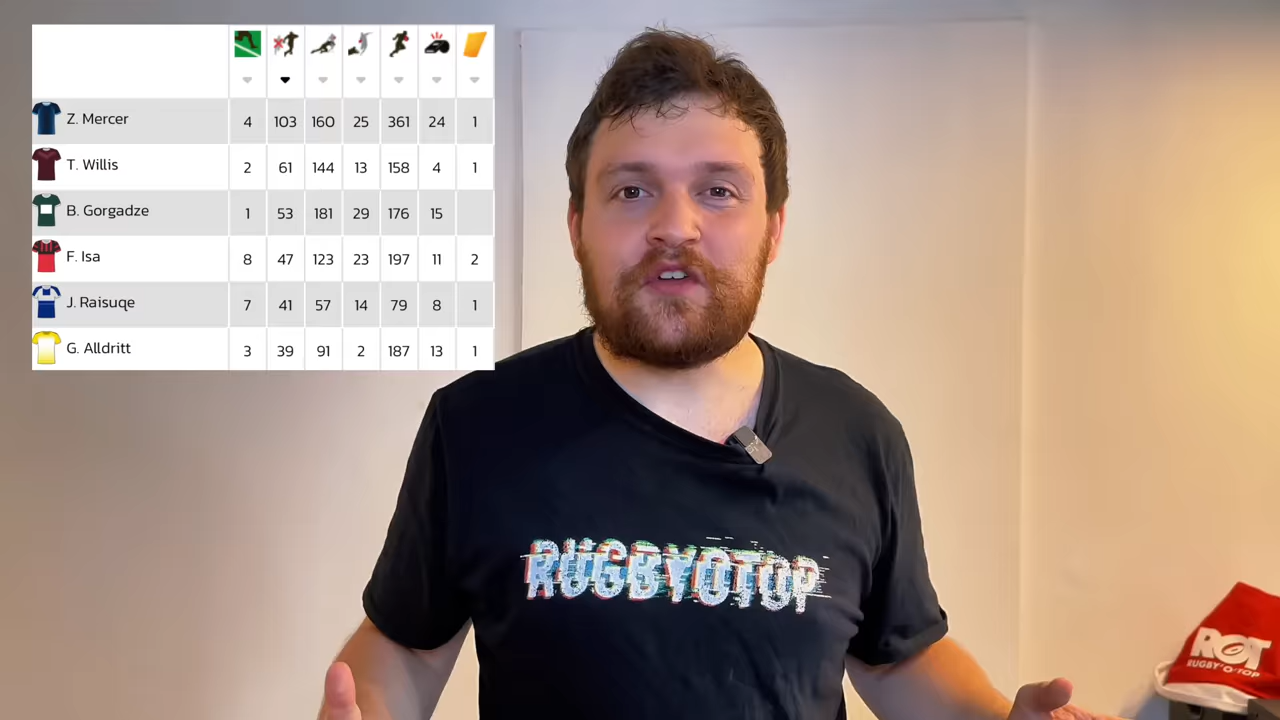 Z. Mercer 4 103 160 25 361 24 1
T. Willis 2 61 144 13 158 4 1
B. Gorgadze 1 53 181 29 176 15
F. Isa 8 47 123 23 197 11 2
J. Raisuqe 7 41 57 14 79 8 1
G. Alldritt 3 39 91 2 187 13 1
RUGBYOTOP
ROT
RUGBY'O'TOP